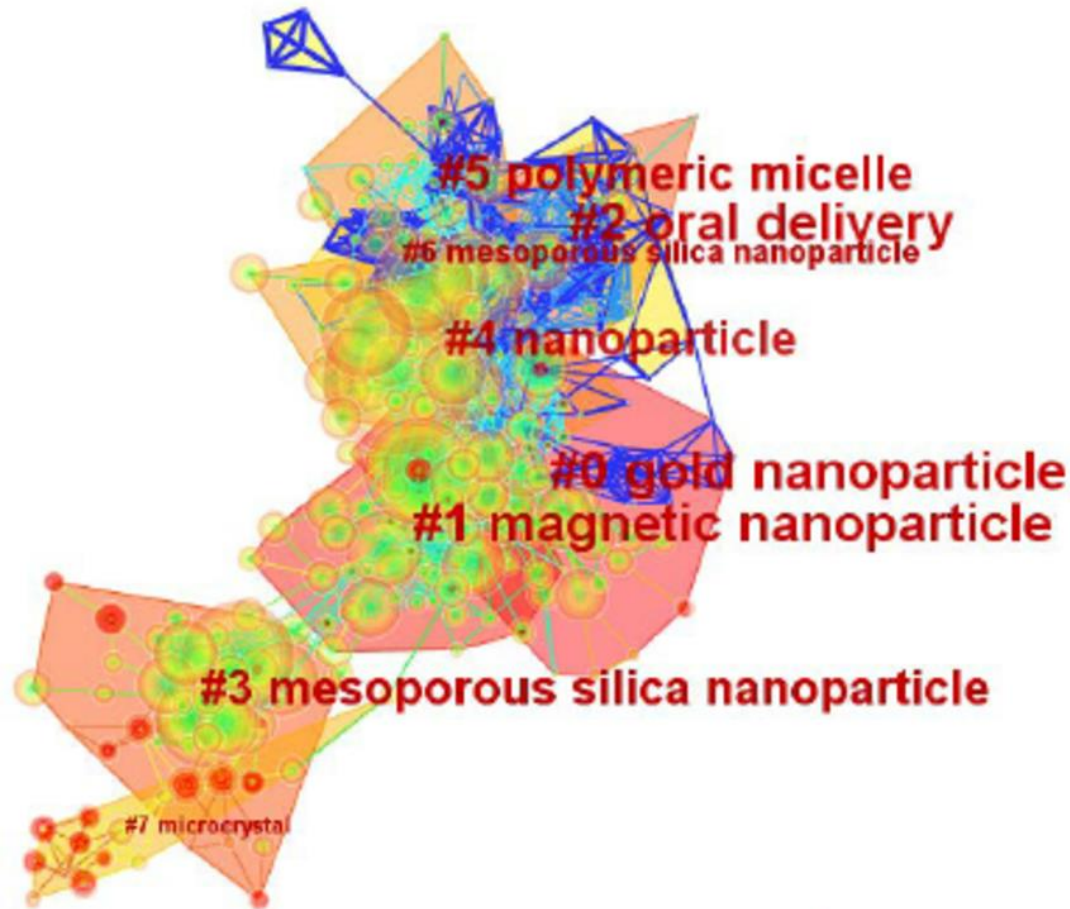 #5 polymeric micelle
#2 oral delivery
#6 mesoporous silica nanoparticle
#4 nanoparticle
#0 gold nanoparticle
#1 magnetic nanoparticle
#3 mesoporous silica nanoparticle
#7 microcrystal